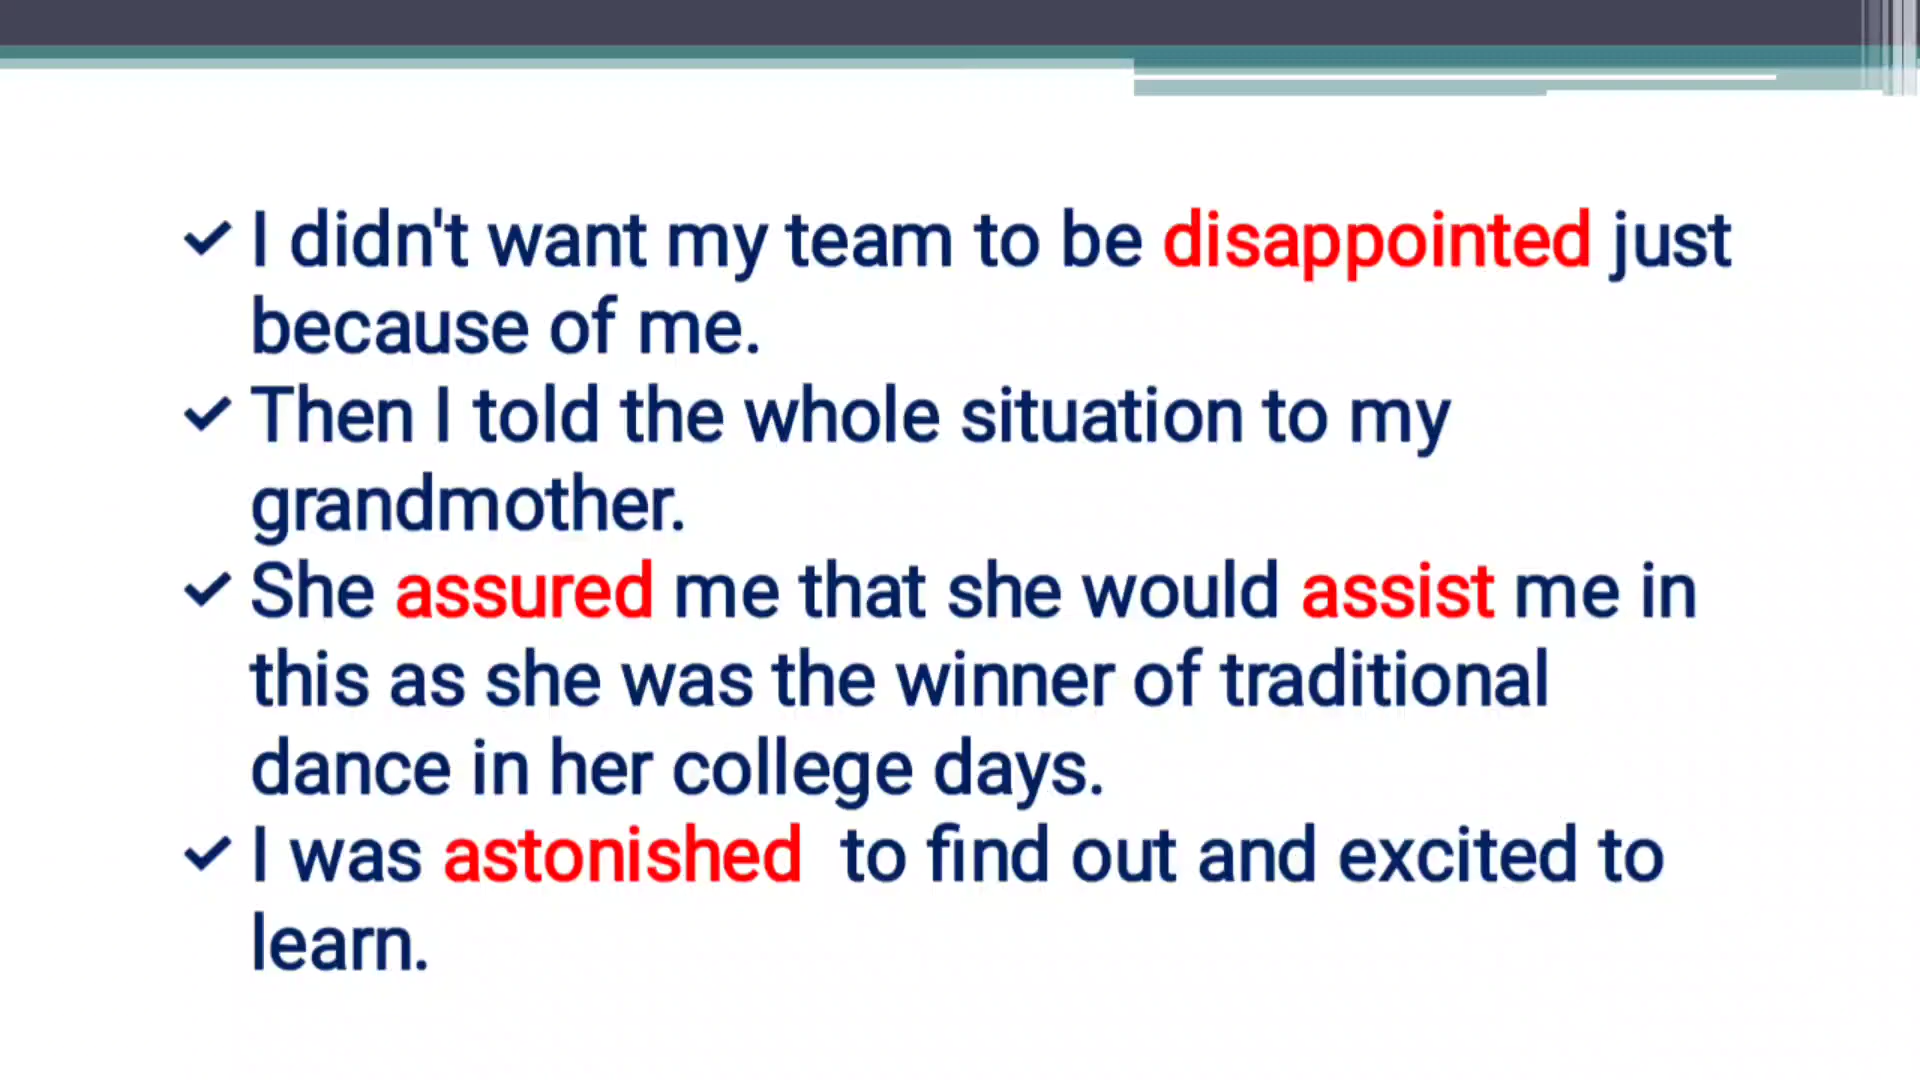 ✓ I didn't want my team to be disappointed just
because of me.
✓ Then I told the whole situation to my
grandmother.
✓ She assured me that she would assist me in
this as she was the winner of traditional
dance in her college days.
✓ I was astonished  to find out and excited to
learn.